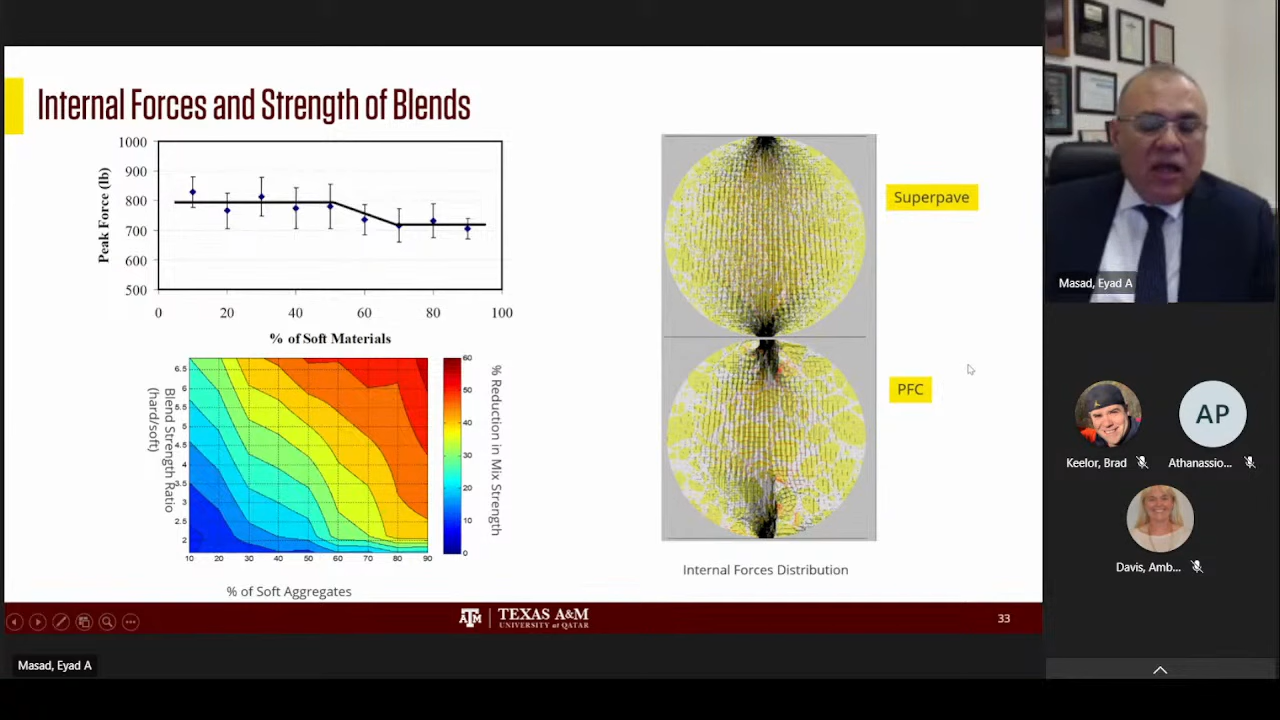 Internal Forces and Strength of Blends
1000
900
800
700
600
500
Peak Force (lb)
0
20
40
60
80
100
% of Soft Materials
6.5
6
5.5
5
4.5
4
3.5
3
2.5
2
Blend Strength Ratio
(hard/soft)
10
20
30
40
50
60
70
80
90
% of Soft Aggregates
60
50
40
30
20
10
0
% Reduction in Mix Strength
Superpave
PFC
Internal Forces Distribution
ATM
TEXAS A&M
UNIVERSITY at QATAR
33
Masad, Eyad A
Masad, Eyad A
AP
Keelor, Brad
Athanassio...
Davis, Amb...